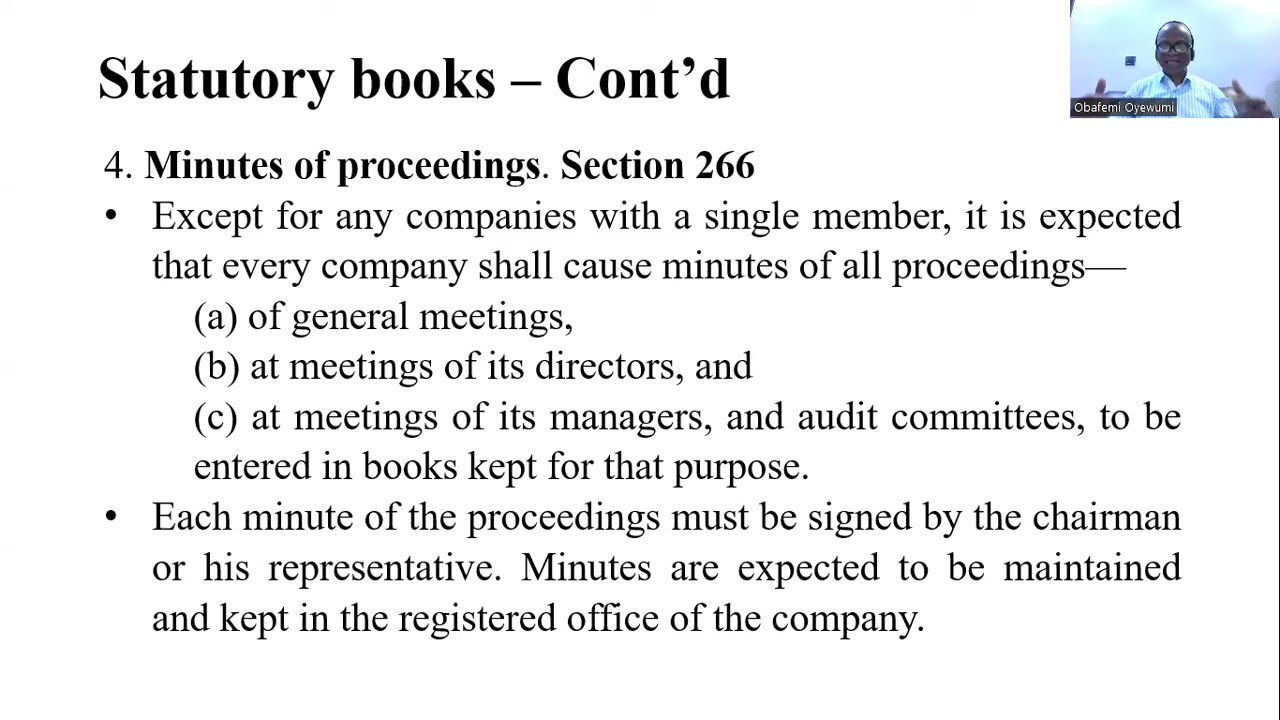 Statutory books – Cont’d
Obafemi Oyewumi
4. Minutes of proceedings. Section 266
• Except for any companies with a single member, it is expected
that every company shall cause minutes of all proceedings—
(a) of general meetings,
(b) at meetings of its directors, and
(c) at meetings of its managers, and audit committees, to be
entered in books kept for that purpose.
• Each minute of the proceedings must be signed by the chairman
or his representative. Minutes are expected to be maintained
and kept in the registered office of the company.